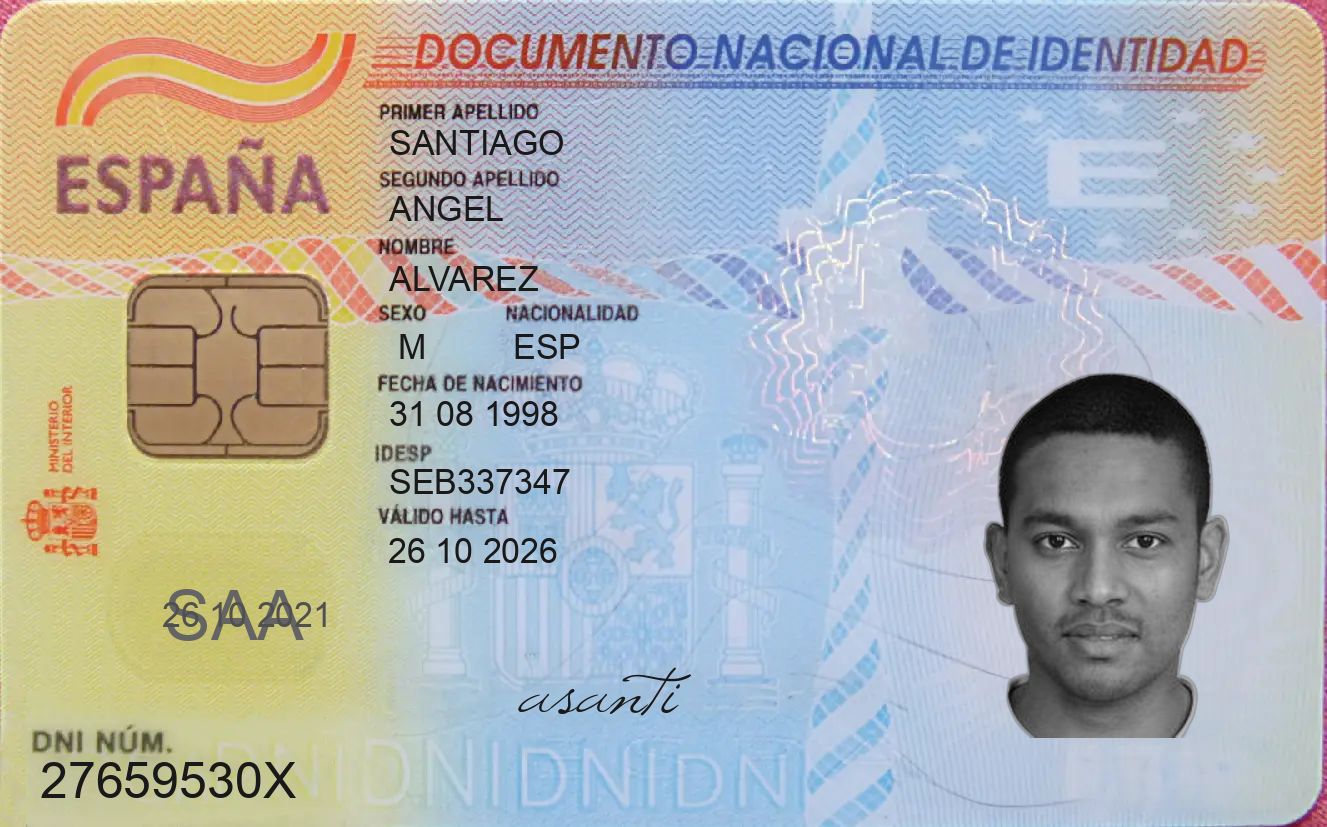 DOCUMENTO NACIONAL DE IDENTIDAD
ESPAÑA
PRIMER APELLIDO
SANTIAGO
SEGUNDO APELLIDO
ANGEL
NOMBRE
ALVAREZ
SEXO NACIONALIDAD
M ESP
FECHA DE NACIMIENTO
31 08 1998
IDESP
SEB337347
VÁLIDO HASTA
26 10 2026
MINISTERIO
DEL INTERIOR
E
SAA
26 10 2021
asanti
DNI NÚM.
27659530X
DNIDNIDNIDNI